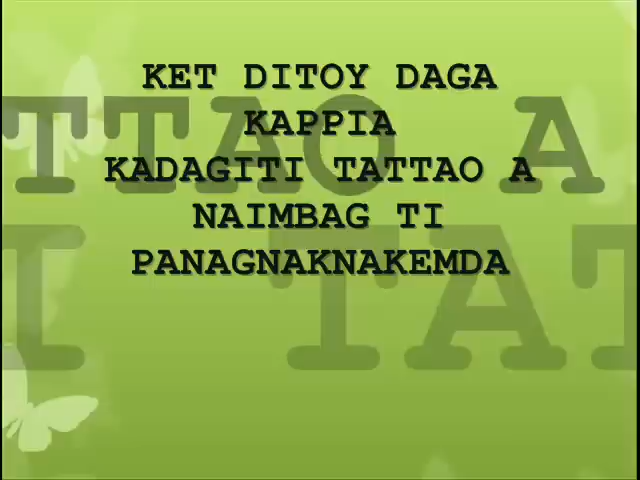 KET DITOY DAGA
KAPPIA
KADAGITI TATTAO A
NAIMBAG TI
PANAGNAKNAKEMDA